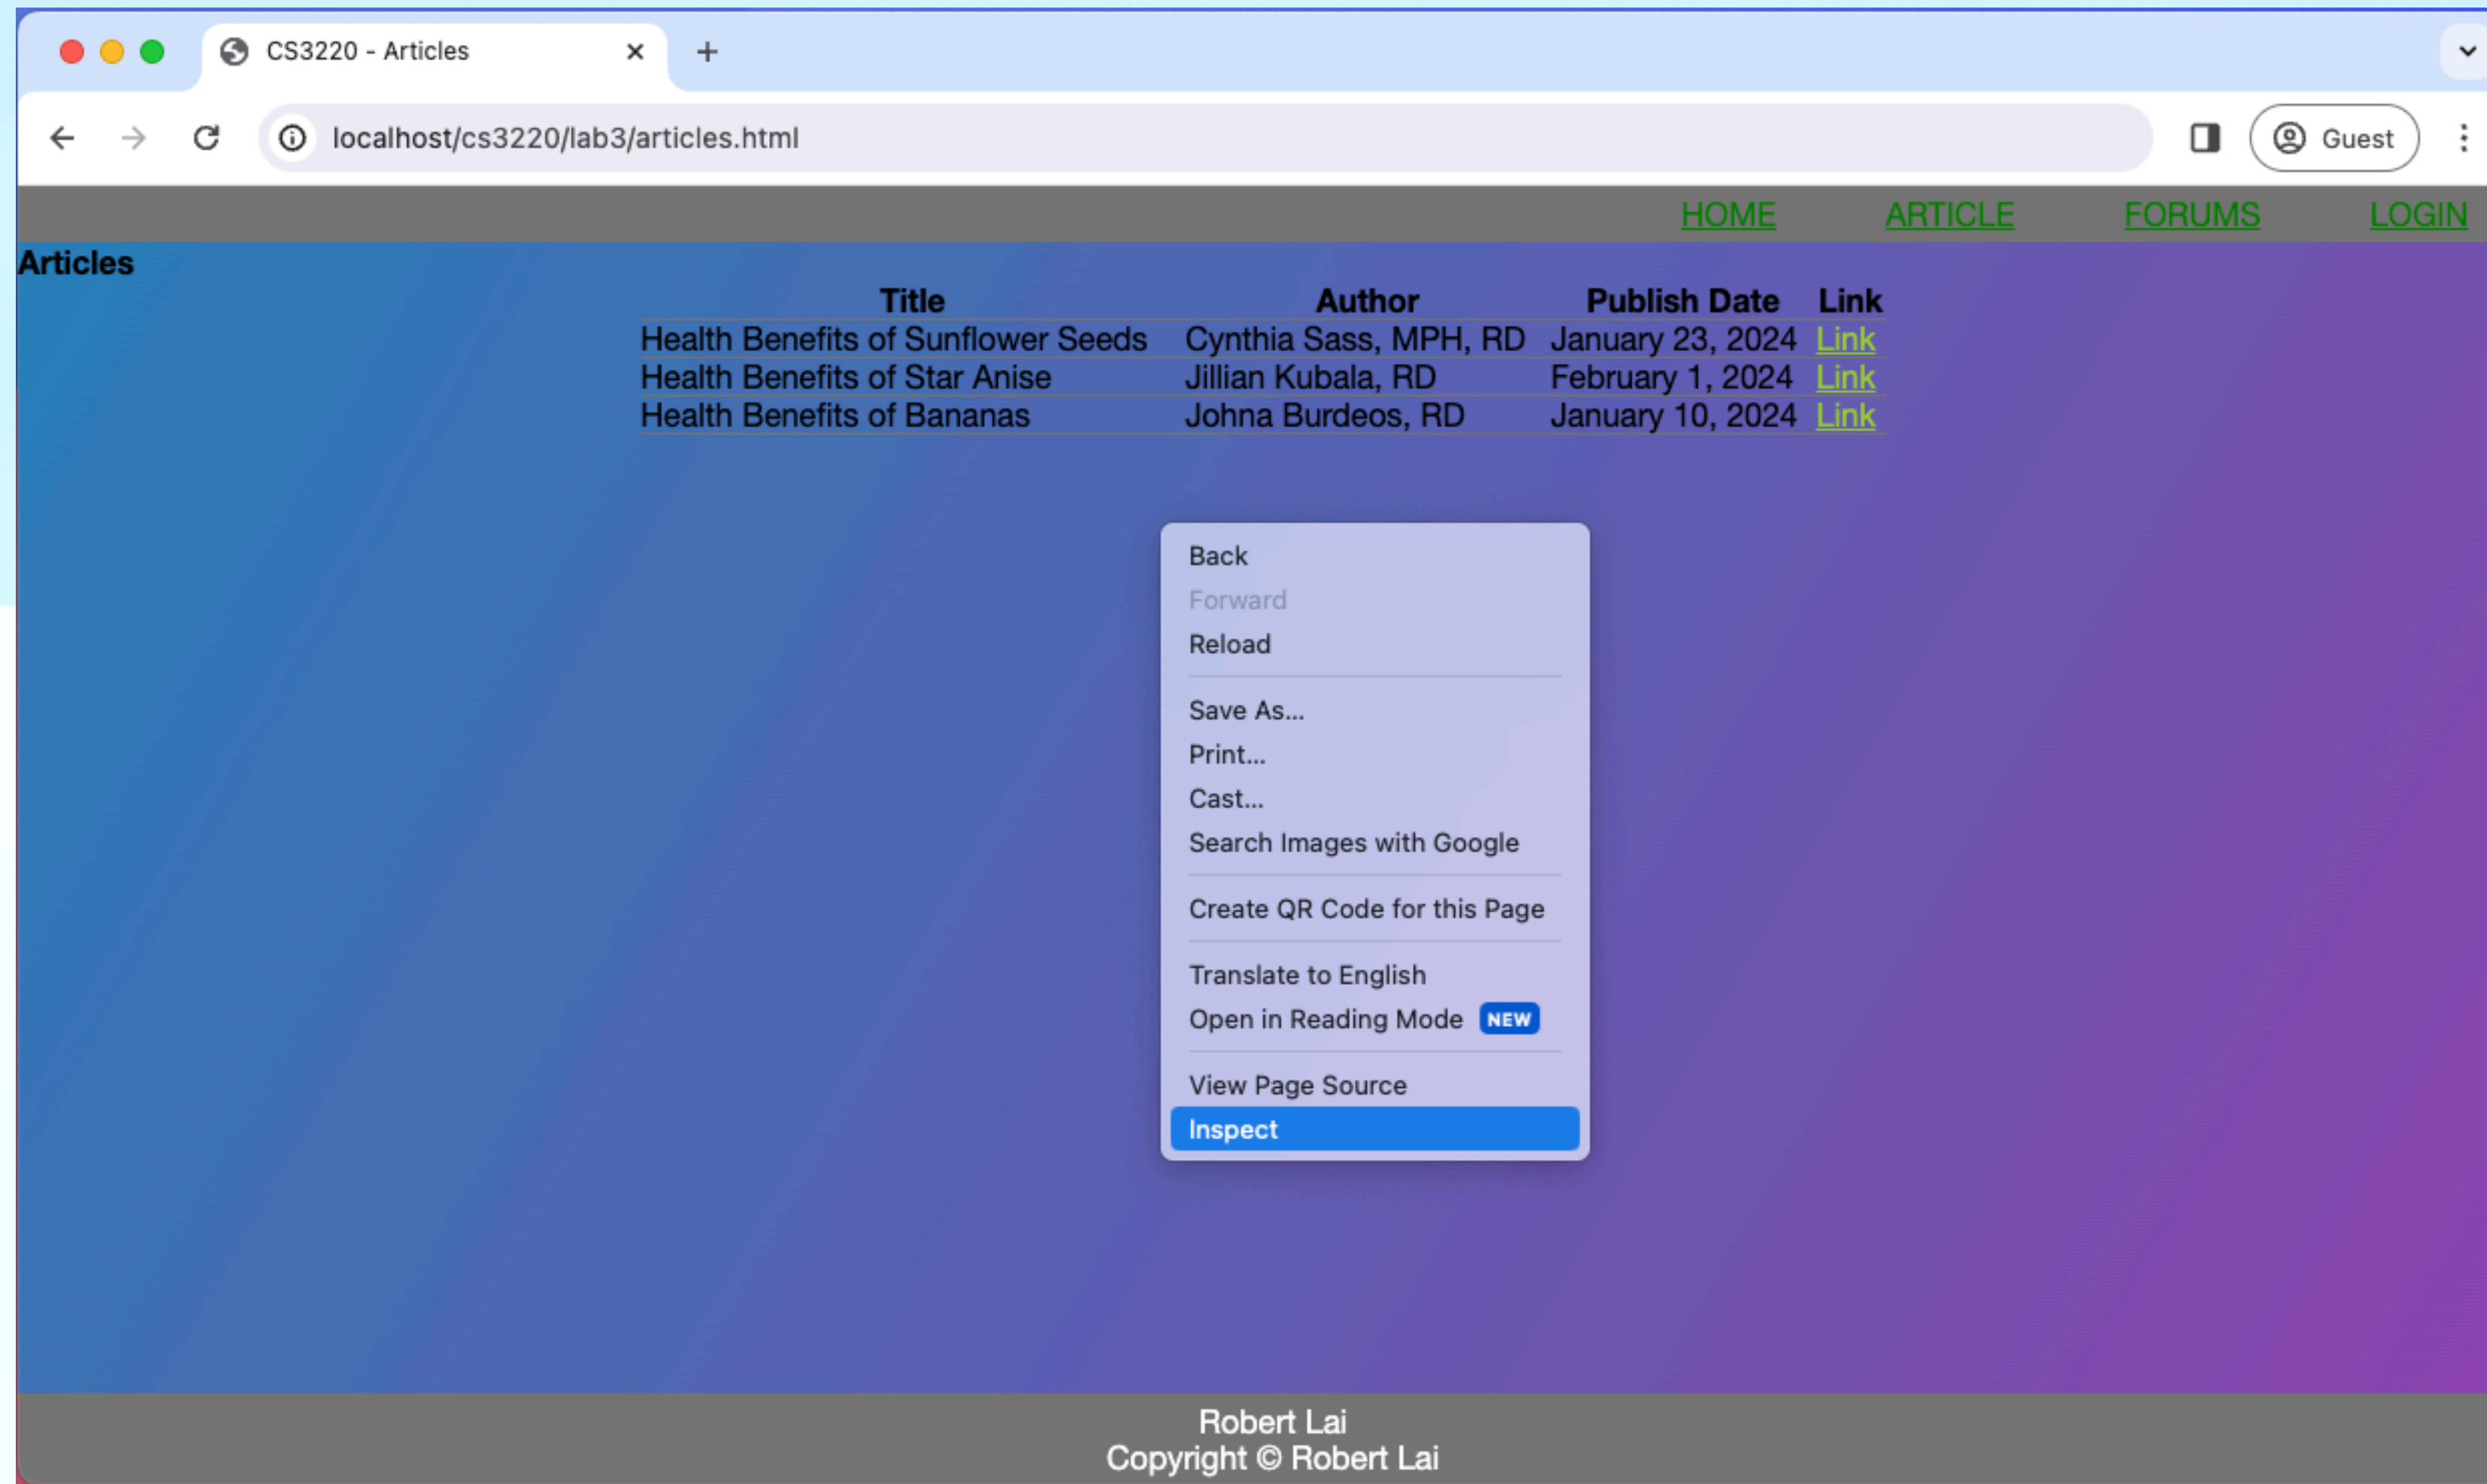 CS3220 - Articles
localhost/cs3220/lab3/articles.html
Guest
HOME ARTICLE FORUMS LOGIN
Articles
Title Author Publish Date Link
Health Benefits of Sunflower Seeds Cynthia Sass, MPH, RD January 23, 2024 Link
Health Benefits of Star Anise Jillian Kubala, RD February 1, 2024 Link
Health Benefits of Bananas Johna Burdeos, RD January 10, 2024 Link
Back
Forward
Reload
Save As...
Print...
Cast...
Search Images with Google
Create QR Code for this Page
Translate to English
Open in Reading Mode NEW
View Page Source
Inspect
Robert Lai
Copyright © Robert Lai